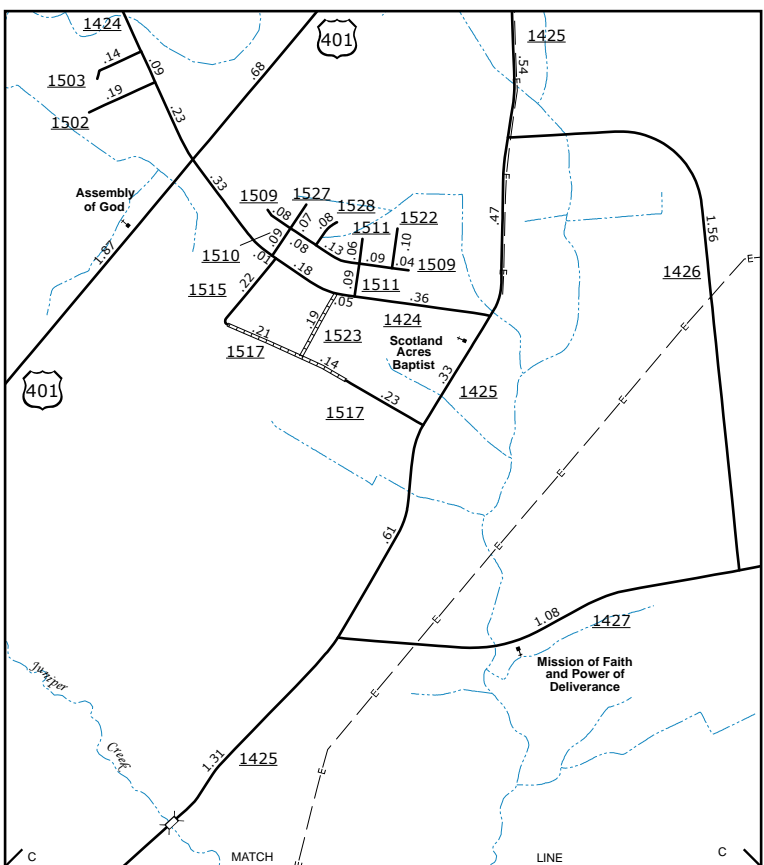 1424
401
1425
.14
.09
.68
.54
E
1503
.19
1502
.23
Assembly
of God
.33
1509
1527
1528
1511
1522
.08
.07
.08
.47
E
1.56
.10
1510
.09
.08
.13
.06
.09
.04
1509
1.87
.01
.18
.09
1511
1426
E
E
1515
.22
.05
.36
1424
.19
1523
Scotland
Acres
Baptist
E
.21
1517
.14
.33
1425
401
.23
1517
E
E
.61
E
E
1.08
1427
Mission of Faith
and Power of
Deliverance
E
Juniper
Creek
1.31
1425
E
C
MATCH
LINE
C